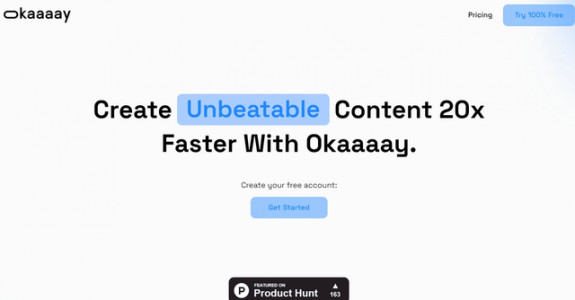 okaaaay
Pricing
Try 100% Free
Create Unbeatable Content 20x
Faster With Okaaaay.
Create your free account:
Get Started
P
FEATURED ON
Product Hunt
163